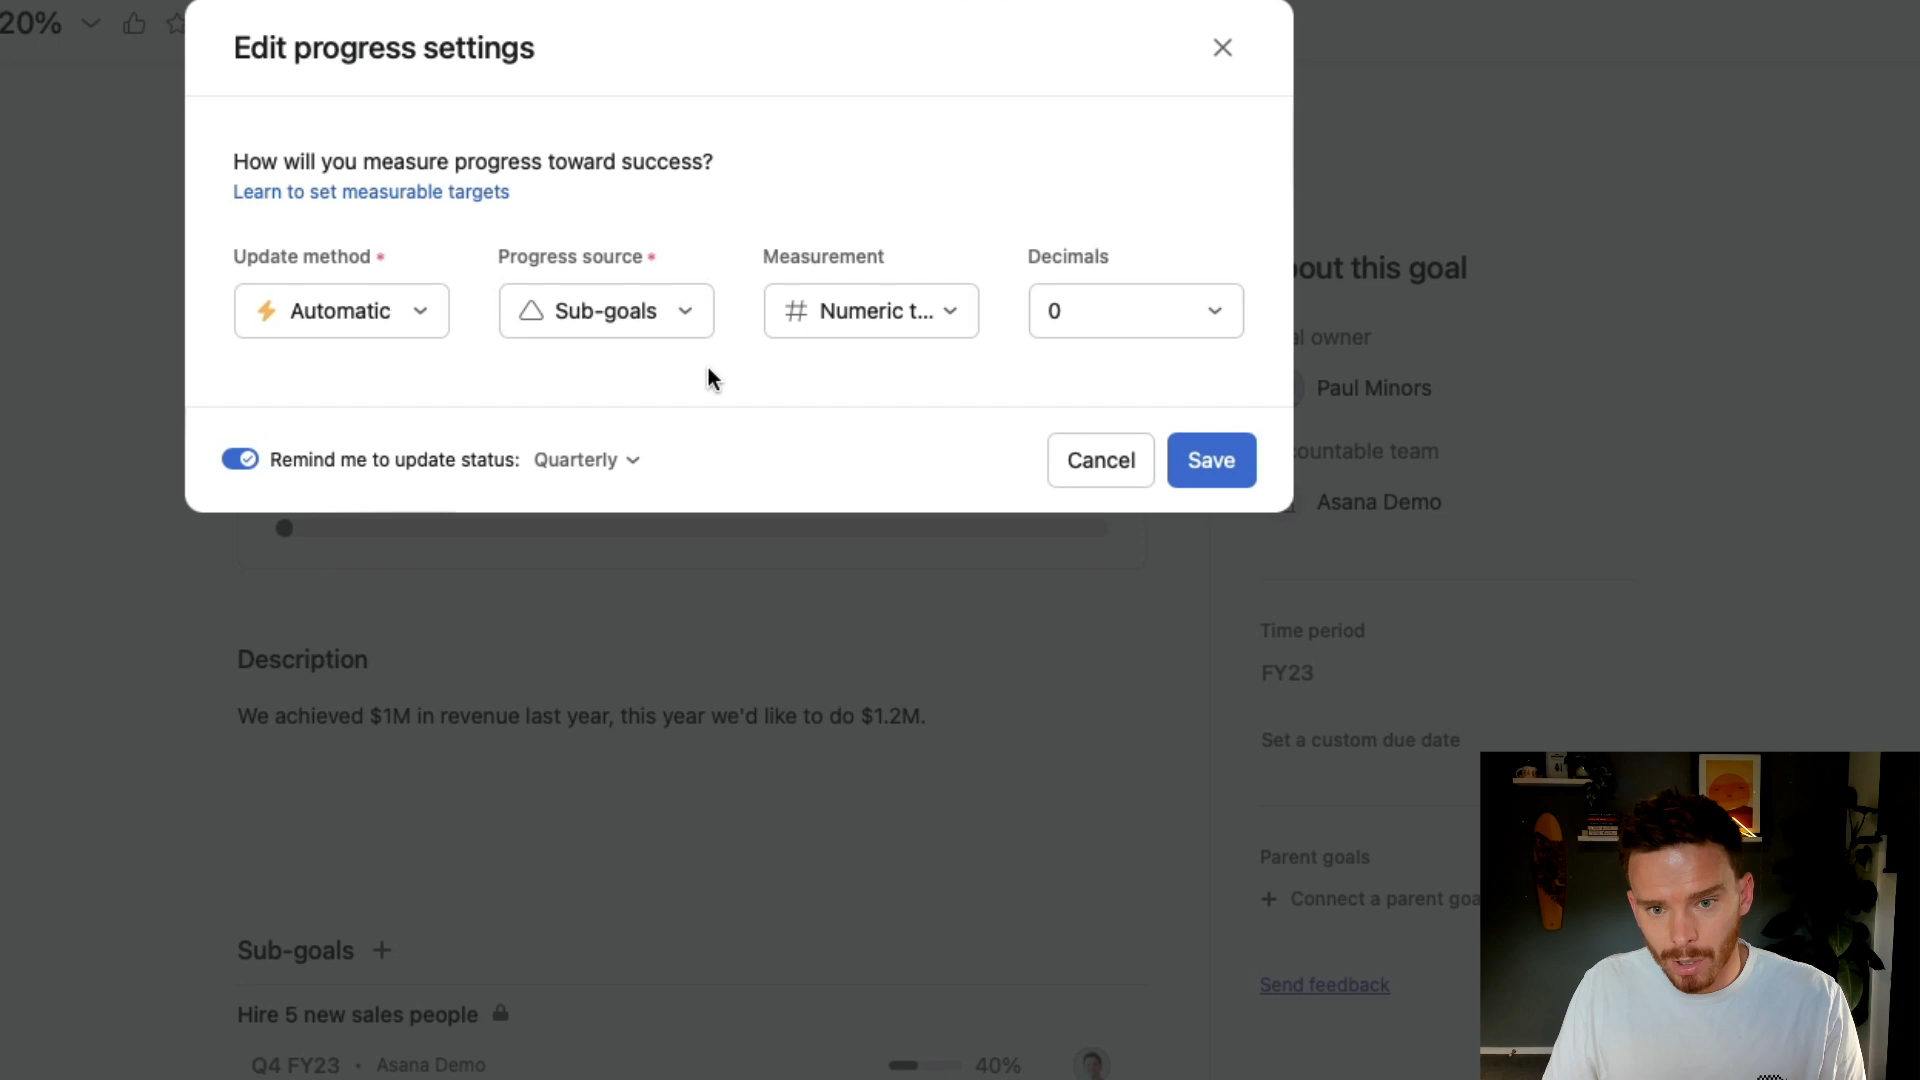 20%
Edit progress settings
How will you measure progress toward success?
Learn to set measurable targets
Update method * Progress source * Measurement Decimals
Automatic Sub-goals Numeric t... 0
Remind me to update status: Quarterly Cancel Save
out this goal
owner
Paul Minors
ountable team
Asana Demo
Time period
FY23
Set a custom due date
Description
We achieved $1M in revenue last year, this year we'd like to do $1.2M.
Parent goals
+ Connect a parent goa
Send feedback
Sub-goals +
Hire 5 new sales people
Q4 FY23 • Asana Demo 40%